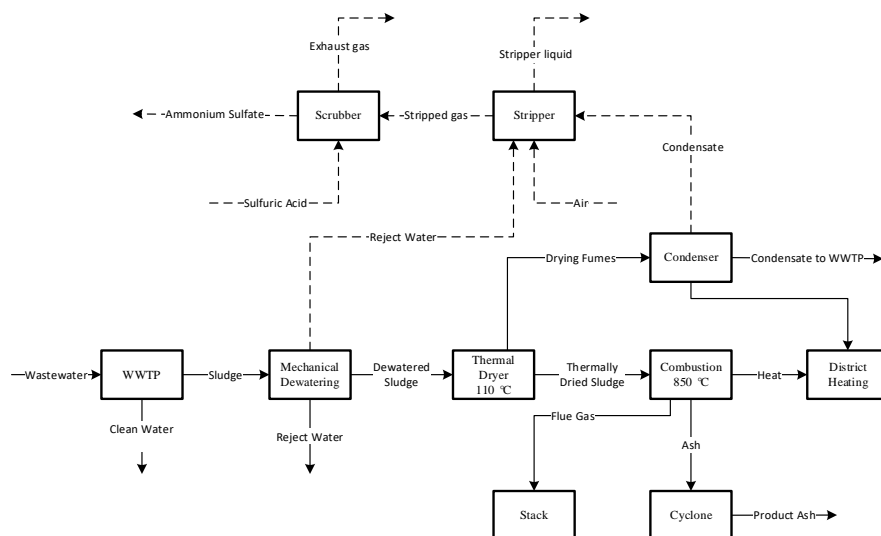 Exhaust gas
Stripper liquid
Ammonium Sulfate
Scrubber
Stripped gas
Stripper
Condensate
Sulfuric Acid
Air
Reject Water
Drying Fumes
Condenser
Condensate to WWTP
Wastewater
WWTP
Sludge
Mechanical
Dewatering
Dewatered
Sludge
Thermal
Dryer
110 ℃
Thermally
Dried Sludge
Combustion
850 ℃
Heat
District
Heating
Clean Water
Reject Water
Flue Gas
Ash
Stack
Cyclone
Product Ash